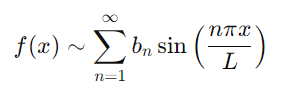 f(x) ∼ ∑_{n=1}^{∞} b_n sin (nπx / L)